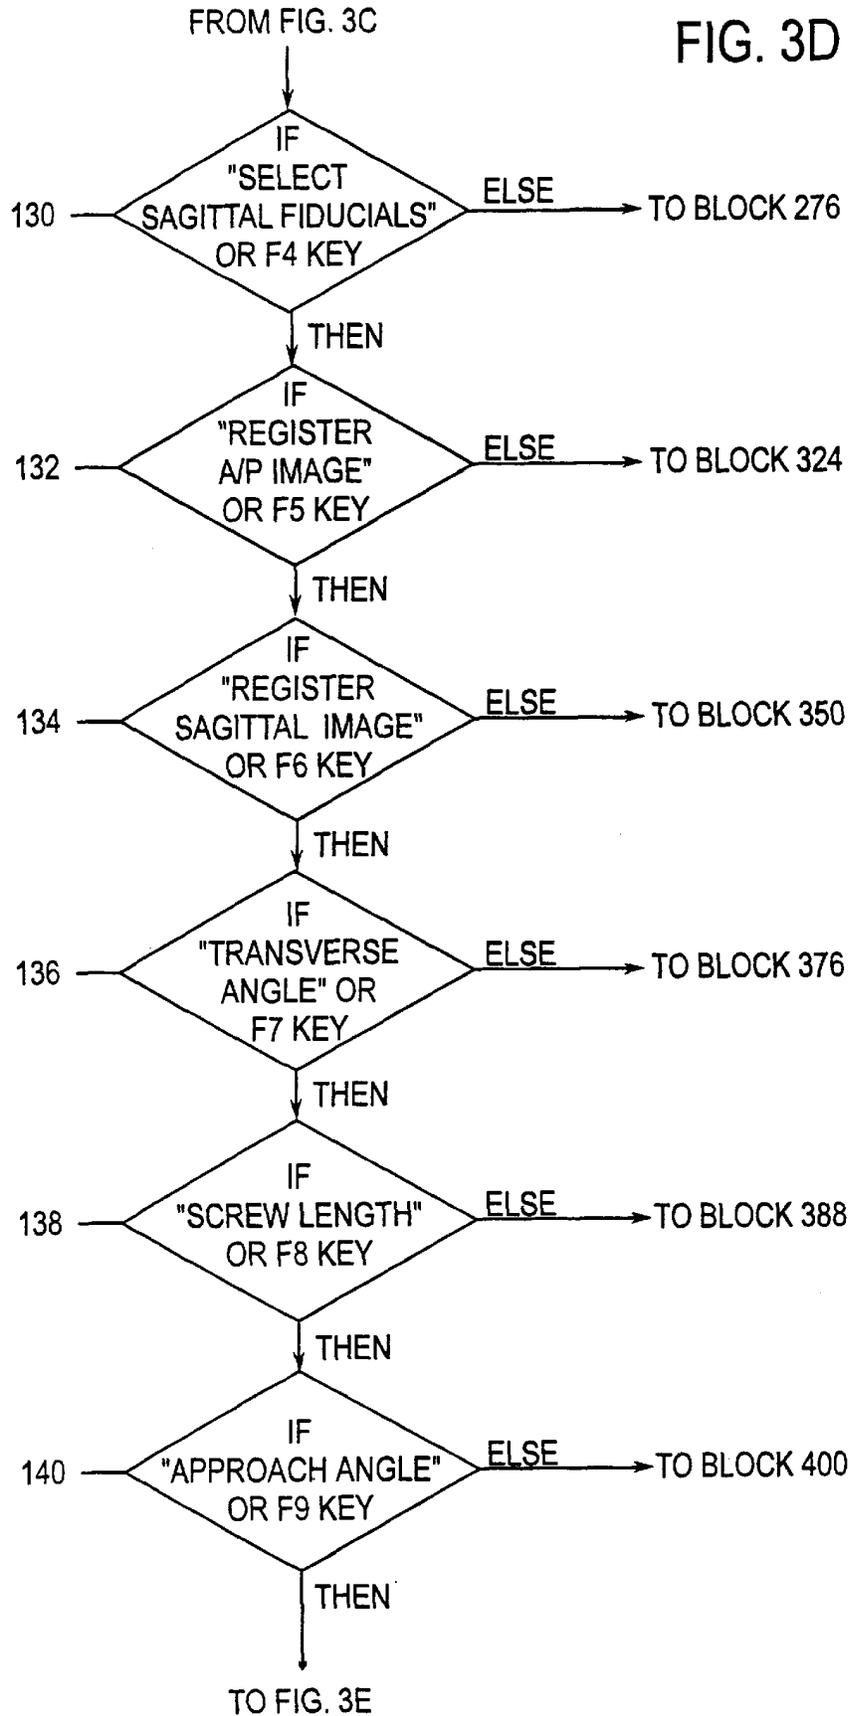 FROM FIG. 3C
FIG. 3D
IF
"SELECT
SAGITTAL FIDUCIALS"
OR F4 KEY
130
ELSE
TO BLOCK 276
THEN
IF
"REGISTER
A/P IMAGE"
OR F5 KEY
132
ELSE
TO BLOCK 324
THEN
IF
"REGISTER
SAGITTAL IMAGE"
OR F6 KEY
134
ELSE
TO BLOCK 350
THEN
IF
"TRANSVERSE
ANGLE" OR
F7 KEY
136
ELSE
TO BLOCK 376
THEN
IF
"SCREW LENGTH"
OR F8 KEY
138
ELSE
TO BLOCK 388
THEN
IF
"APPROACH ANGLE"
OR F9 KEY
140
ELSE
TO BLOCK 400
THEN
TO FIG. 3E